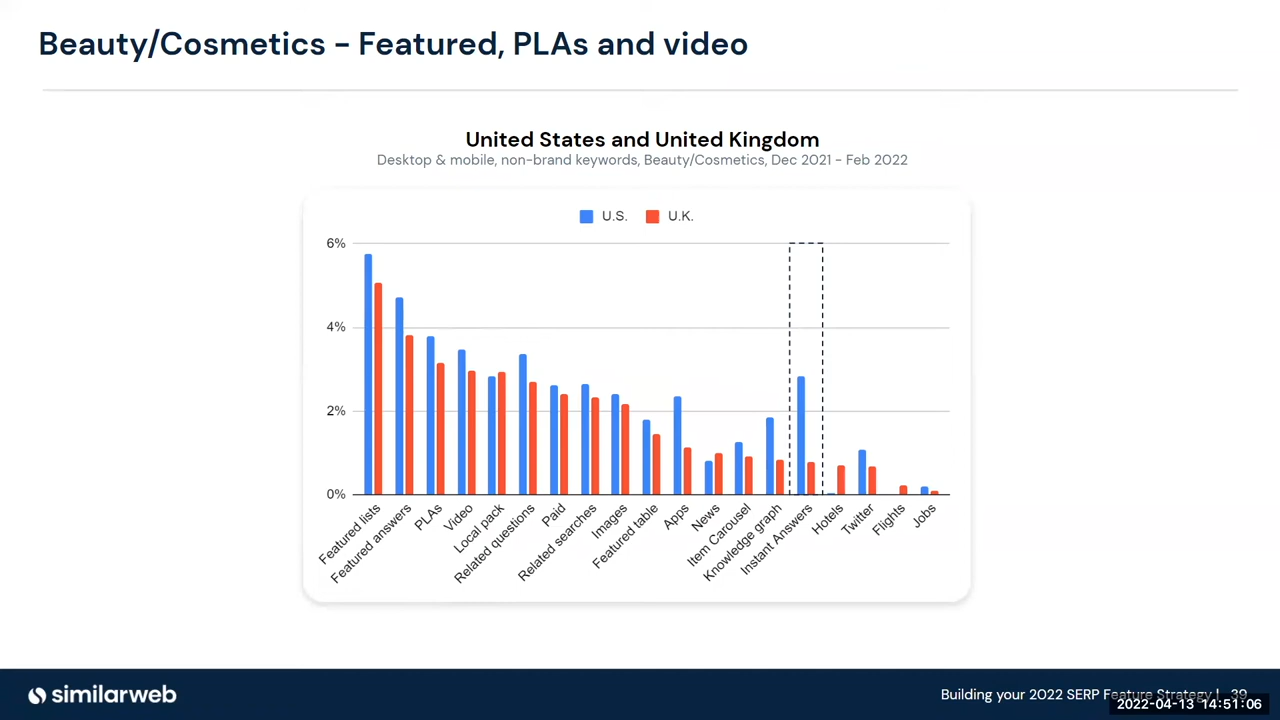 Beauty/Cosmetics - Featured, PLAs and video
United States and United Kingdom
Desktop & mobile, non-brand keywords, Beauty/Cosmetics, Dec 2021 - Feb 2022
U.S. U.K.
6%
4%
2%
0%
Featured lists
Featured answers
PLAs
Video
Local pack
Related questions
Paid
Related searches
Images
Featured table
Apps
News
Item Carousel
Knowledge graph
Instant Answers
Hotels
Twitter
Flights
Jobs
similarweb
Building your 2022 SERP Feature Strategy | 39
2022-04-13 14:51:06